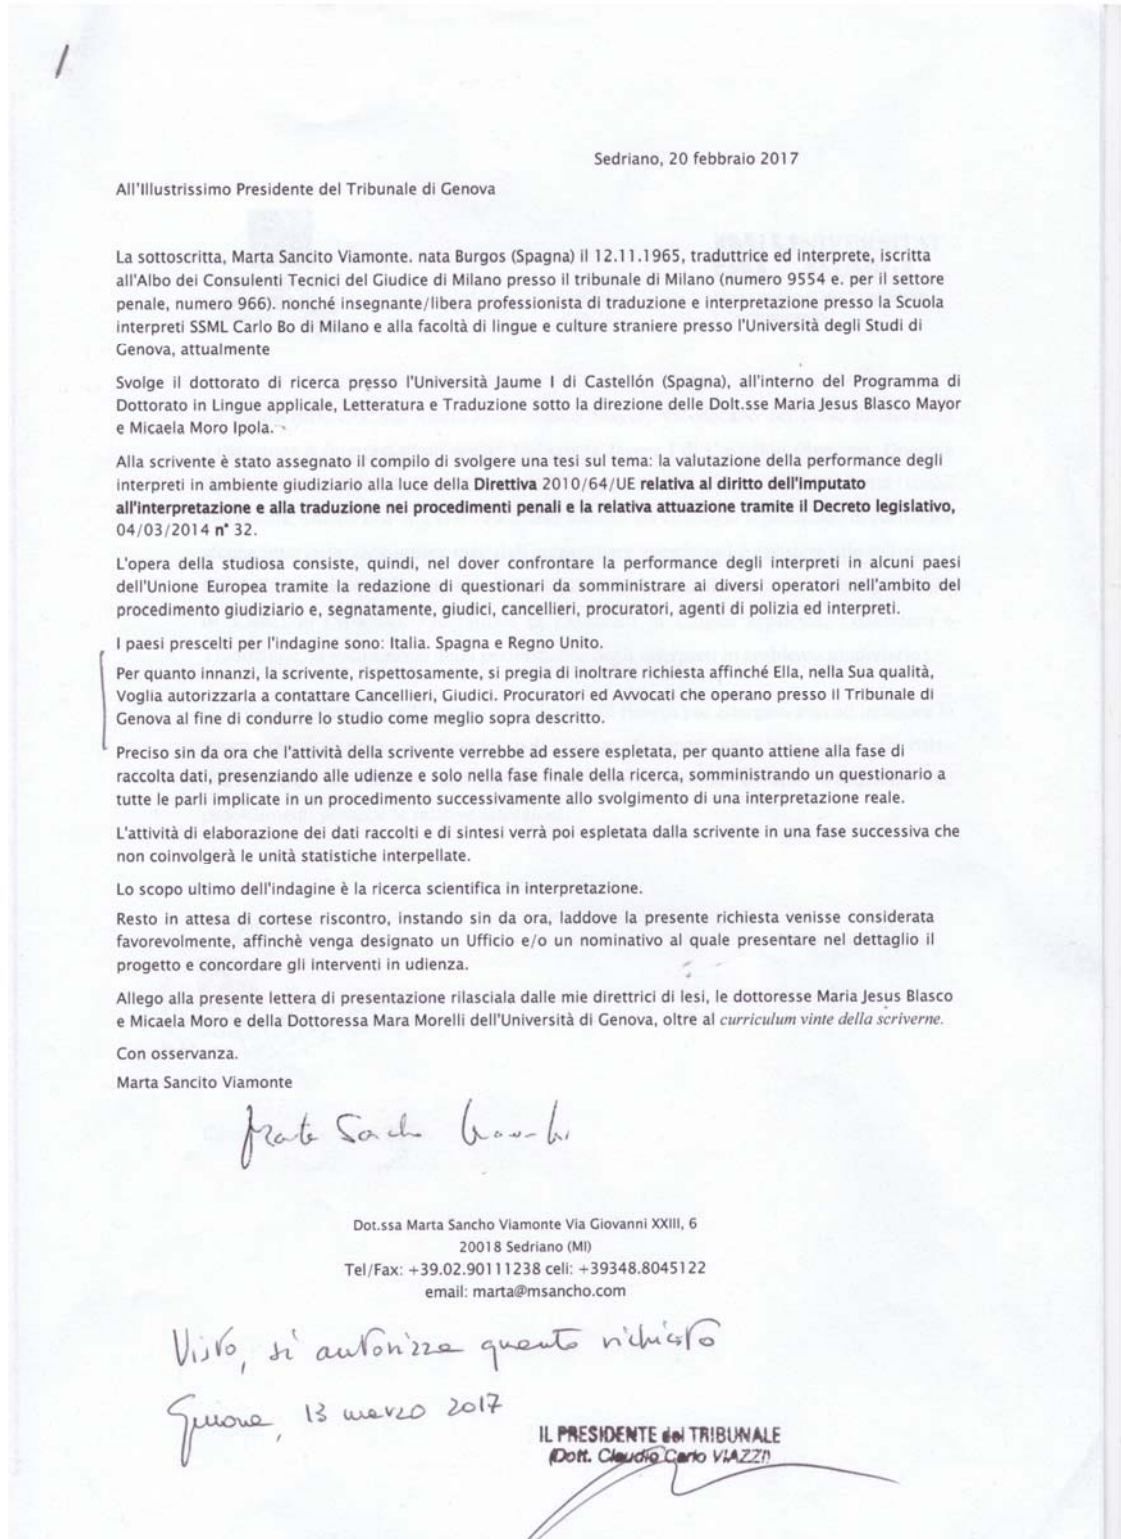 Sedriano, 20 febbraio 2017
All'Illustrissimo Presidente del Tribunale di Genova
La sottoscritta, Marta Sancito Viamonte. nata Burgos (Spagna) il 12.11.1965, traduttrice ed interprete, iscritta
all'Albo dei Consulenti Tecnici del Giudice di Milano presso il tribunale di Milano (numero 9554 e. per il settore
penale, numero 966). nonché insegnante/libera professionista di traduzione e interpretazione presso la Scuola
interpreti SSML Carlo Bo di Milano e alla facoltà di lingue e culture straniere presso l'Università degli Studi di
Genova, attualmente
Svolge il dottorato di ricerca presso l'Università Jaume I di Castellón (Spagna), all'interno del Programma di
Dottorato in Lingue applicale, Letteratura e Traduzione sotto la direzione delle Dolt.sse Maria Jesus Blasco Mayor
e Micaela Moro Ipola.
Alla scrivente è stato assegnato il compilo di svolgere una tesi sul tema: la valutazione della performance degli
interpreti in ambiente giudiziario alla luce della Direttiva 2010/64/UE relativa al diritto dell'imputato
all'interpretazione e alla traduzione nei procedimenti penali e la relativa attuazione tramite il Decreto legislativo,
04/03/2014 n° 32.
L'opera della studiosa consiste, quindi, nel dover confrontare la performance degli interpreti in alcuni paesi
dell'Unione Europea tramite la redazione di questionari da somministrare ai diversi operatori nell'ambito del
procedimento giudiziario e, segnatamente, giudici, cancellieri, procuratori, agenti di polizia ed interpreti.
I paesi prescelti per l'indagine sono: Italia. Spagna e Regno Unito.
Per quanto innanzi, la scrivente, rispettosamente, si pregia di inoltrare richiesta affinché Ella, nella Sua qualità,
Voglia autorizzarla a contattare Cancellieri, Giudici. Procuratori ed Avvocati che operano presso il Tribunale di
Genova al fine di condurre lo studio come meglio sopra descritto.
Preciso sin da ora che l'attività della scrivente verrebbe ad essere espletata, per quanto attiene alla fase di
raccolta dati, presenziando alle udienze e solo nella fase finale della ricerca, somministrando un questionario a
tutte le parli implicate in un procedimento successivamente allo svolgimento di una interpretazione reale.
L'attività di elaborazione dei dati raccolti e di sintesi verrà poi espletata dalla scrivente in una fase successiva che
non coinvolgerà le unità statistiche interpellate.
Lo scopo ultimo dell'indagine è la ricerca scientifica in interpretazione.
Resto in attesa di cortese riscontro, instando sin da ora, laddove la presente richiesta venisse considerata
favorevolmente, affinchè venga designato un Ufficio e/o un nominativo al quale presentare nel dettaglio il
progetto e concordare gli interventi in udienza.
Allego alla presente lettera di presentazione rilasciala dalle mie direttrici di Iesi, le dottoresse Maria Jesus Blasco
e Micaela Moro e della Dottoressa Mara Morelli dell'Università di Genova, oltre al curriculum vinte della scriverne.
Con osservanza.
Marta Sancito Viamonte
Dot.ssa Marta Sancho Viamonte Via Giovanni XXIII, 6
20018 Sedriano (MI)
Tel/Fax: +39.02.90111238 celi: +39348.8045122
email: marta@msancho.com
Visto, si autorizza quanto richiesto
Genova, 13 marzo 2017
IL PRESIDENTE del TRIBUNALE
(Dott. Claudio Carlo VIAZZI)